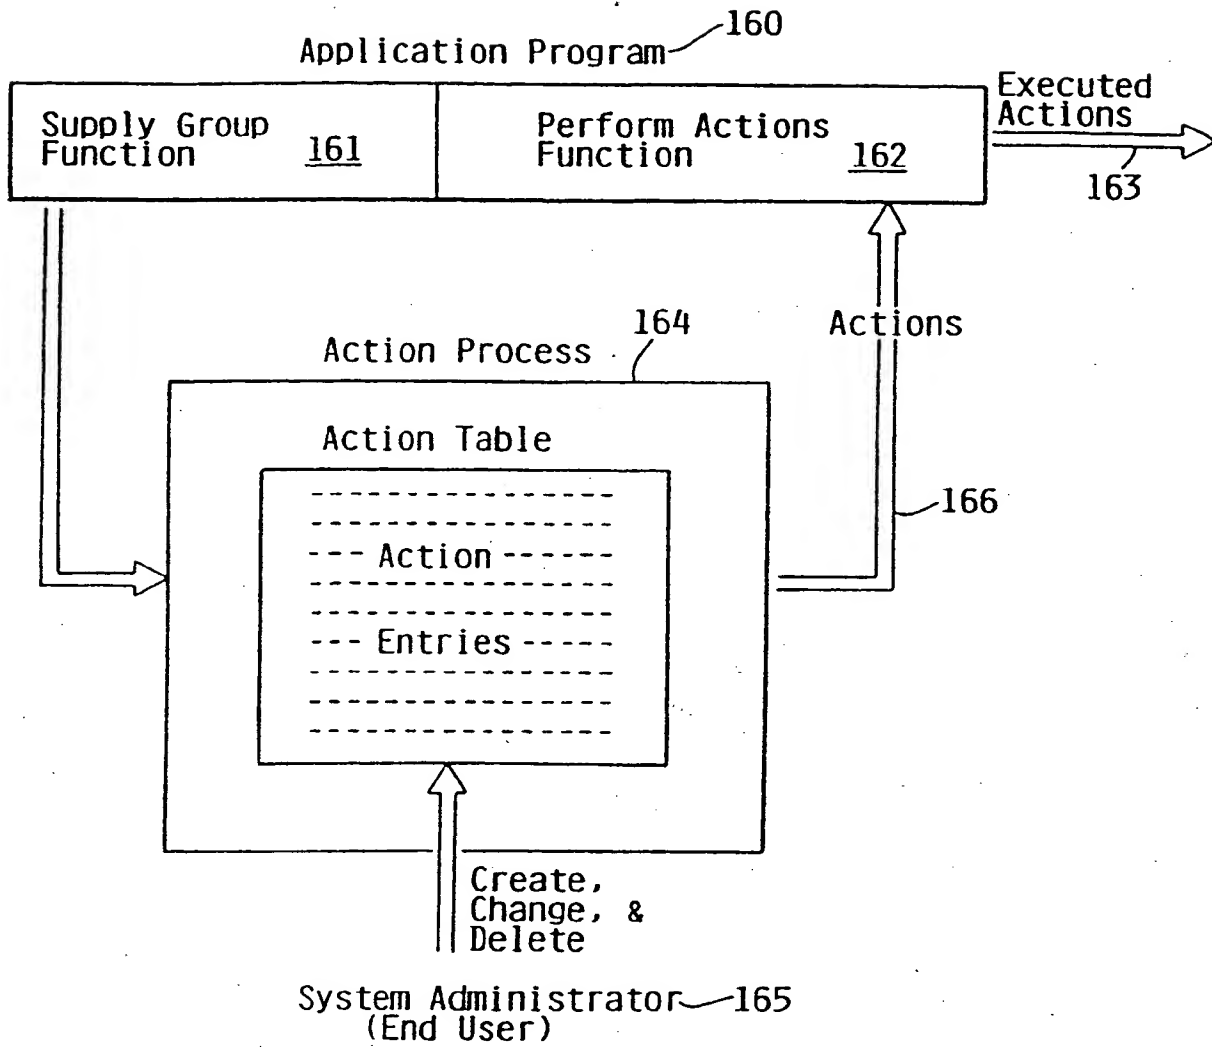 160
Application Program
Supply Group
Function 161
Perform Actions
Function 162
Executed
Actions
163
Actions
164
Action Process
Action Table
Action
Entries
166
Create,
Change, &
Delete
System Administrator 165
(End User)